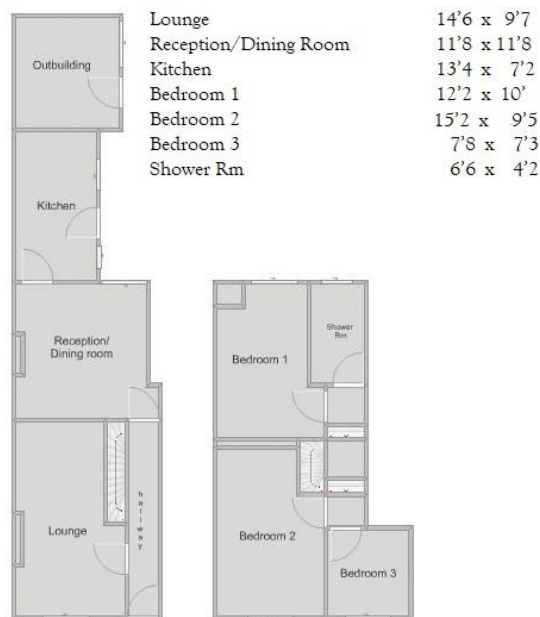 Lounge 14'6 x 9'7
Reception/Dining Room 11'8 x 11'8
Kitchen 13'4 x 7'2
Bedroom 1 12'2 x 10'
Bedroom 2 15'2 x 9'5
Bedroom 3 7'8 x 7'3
Shower Rm 6'6 x 4'2
Outbuilding
Kitchen
Reception/
Dining room
Lounge
hallway
Bedroom 1
Shower
Rm
Bedroom 2
Bedroom 3